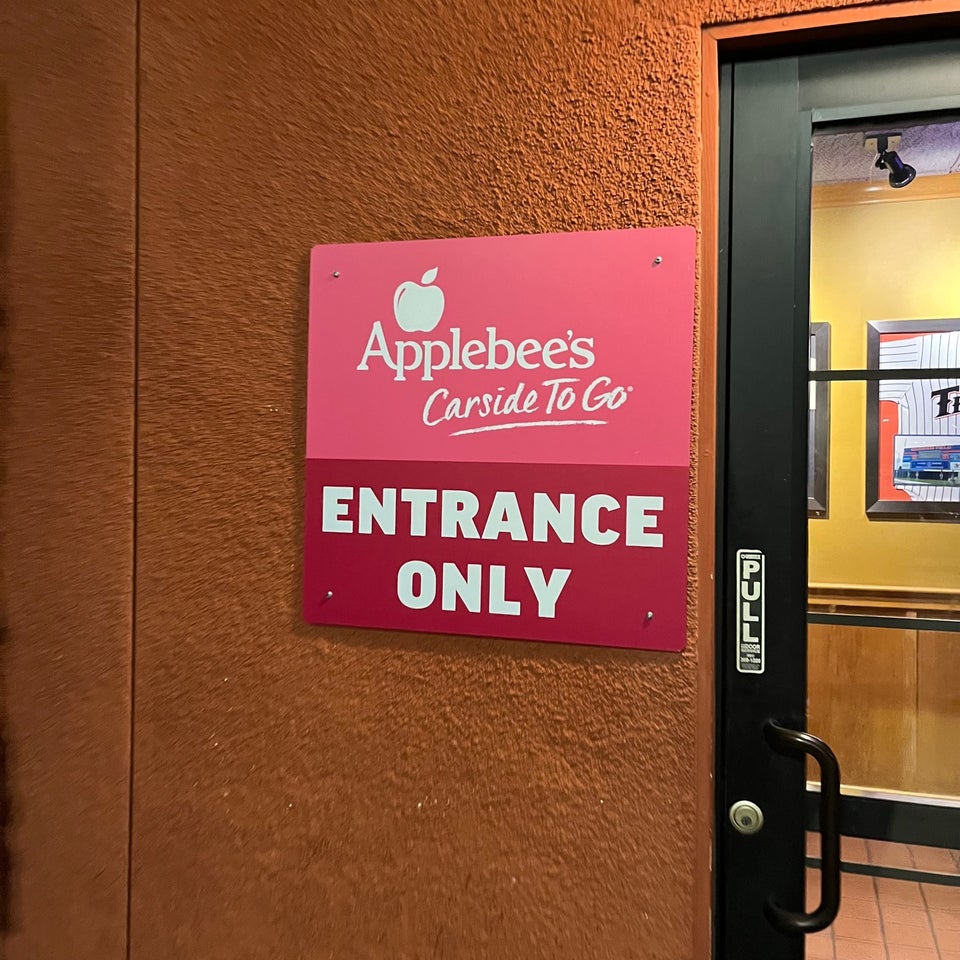 Applebee's
Carside To Go
ENTRANCE
ONLY
PULL